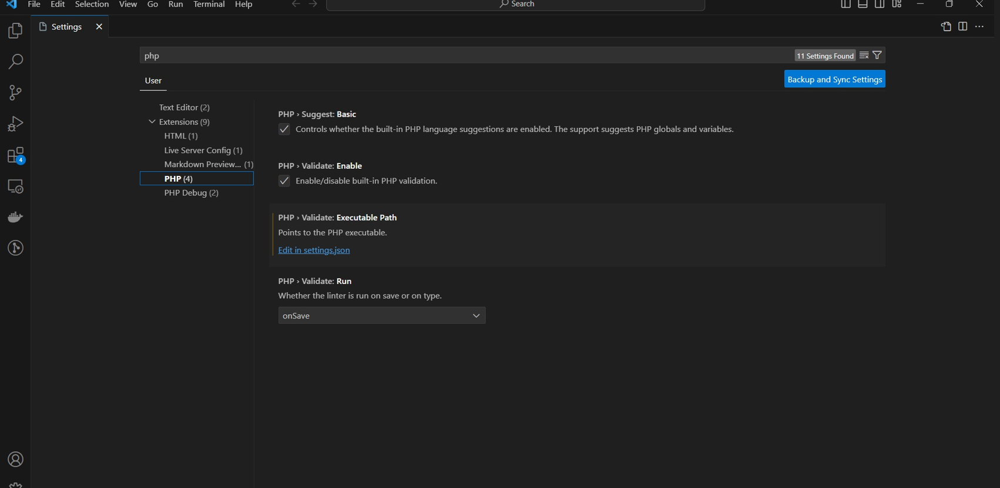 File Edit Selection View Go Run Terminal Help Search
Settings
php 11 Settings Found
User Backup and Sync Settings
Text Editor (2)
Extensions (9)
HTML (1)
Live Server Config (1)
Markdown Preview... (1)
PHP (4)
PHP Debug (2)
PHP › Suggest: Basic
Controls whether the built-in PHP language suggestions are enabled. The support suggests PHP globals and variables.
PHP › Validate: Enable
Enable/disable built-in PHP validation.
PHP › Validate: Executable Path
Points to the PHP executable.
Edit in settings.json
PHP › Validate: Run
Whether the linter is run on save or on type.
onSave
4